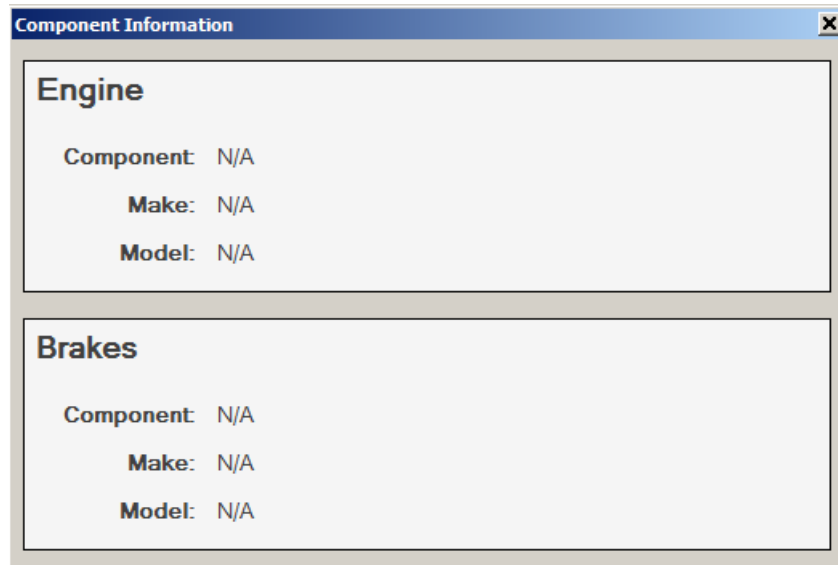 Component Information
Engine
Component: N/A
Make: N/A
Model: N/A
Brakes
Component: N/A
Make: N/A
Model: N/A